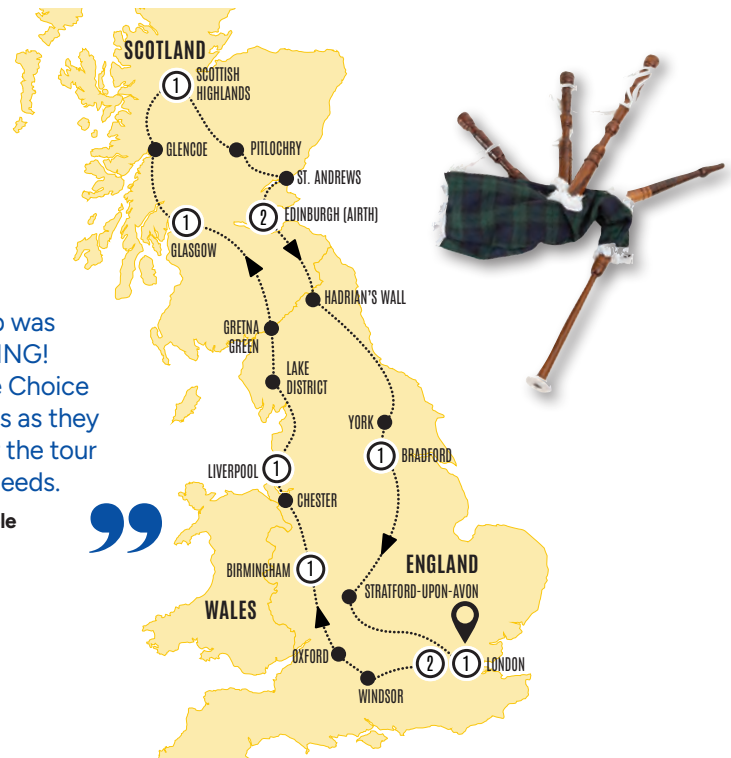 SCOTLAND
1
SCOTTISH
HIGHLANDS
GLENCOE
PITLOCHRY
ST. ANDREWS
2
EDINBURGH (AIRTH)
1
GLASGOW
HADRIAN'S WALL
GRETNA
GREEN
LAKE
DISTRICT
YORK
1
BRADFORD
LIVERPOOL
1
CHESTER
BIRMINGHAM
1
ENGLAND
STRATFORD-UPON-AVON
WALES
OXFORD
2
1
LONDON
WINDSOR
was
ING!
Choice
s as they
the tour
eeds.
le
”